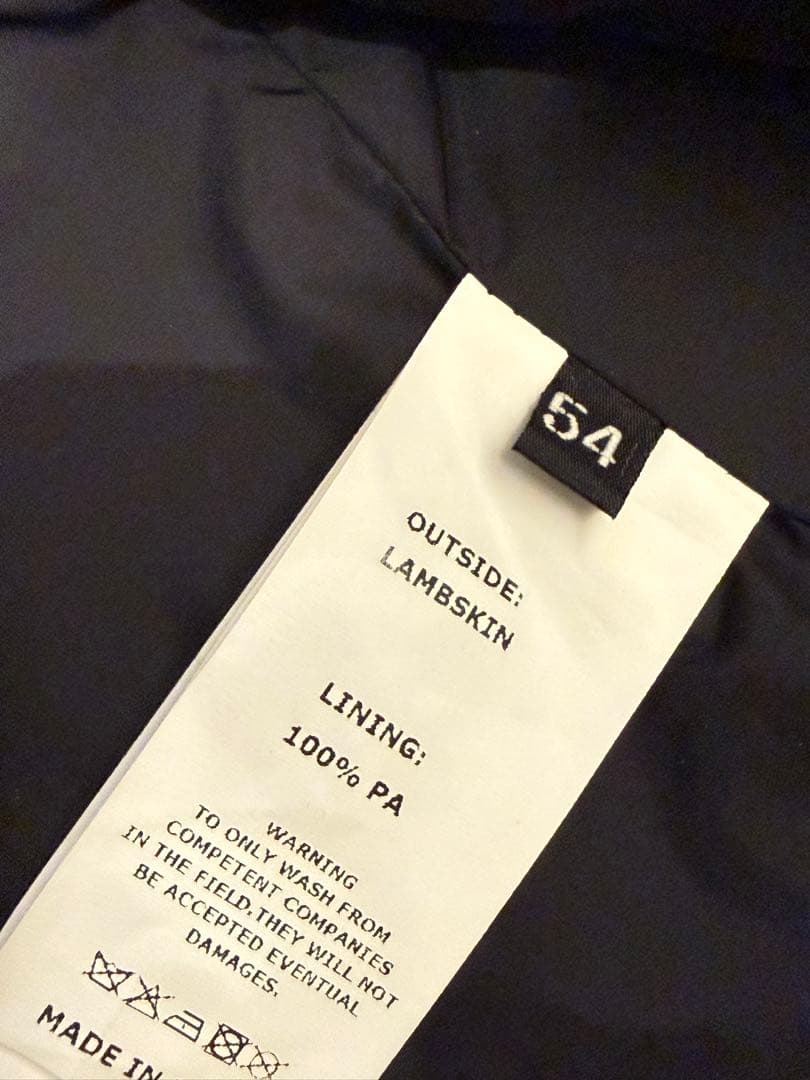 54
OUTSIDE:
LAMBSKIN
LINING:
100% PA
WARNING
TO ONLY WASH FROM
COMPETENT COMPANIES
IN THE FIELD.THEY WILL NOT
BE ACCEPTED EVENTUAL
DAMAGES.
MADE IN